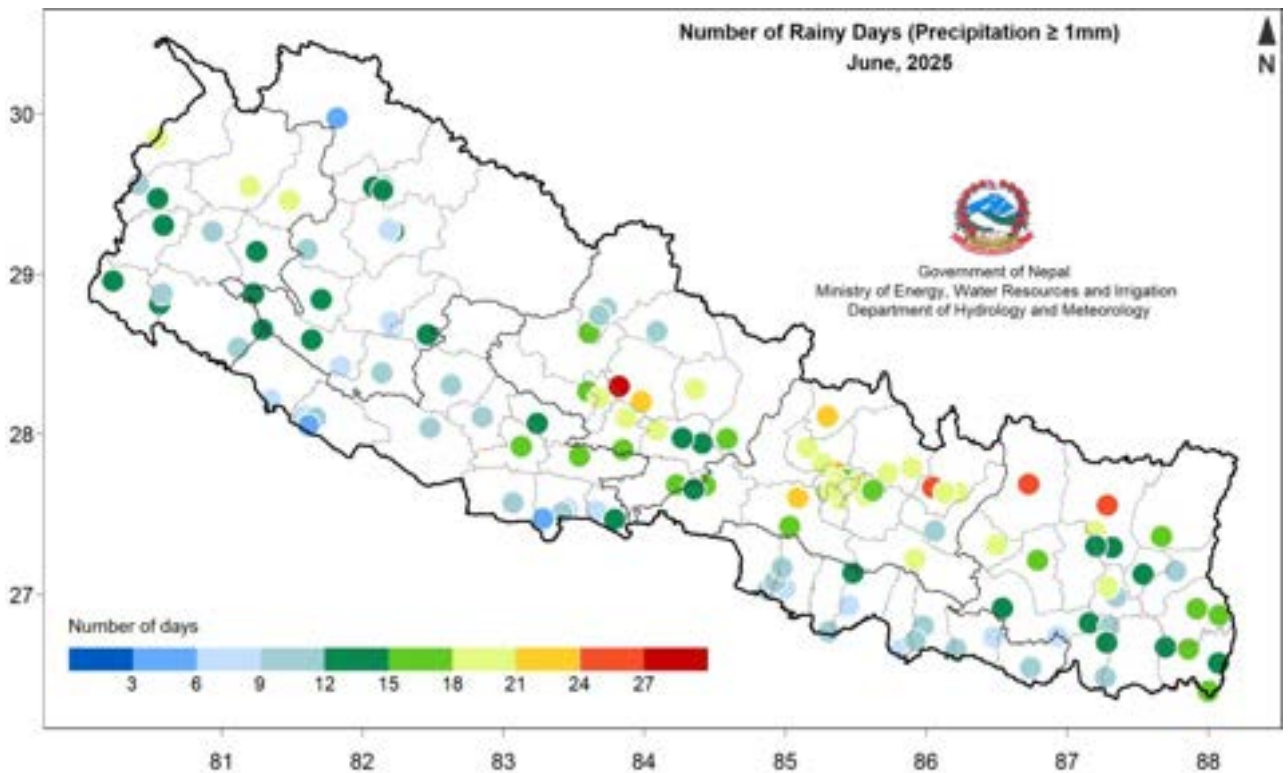 Number of Rainy Days (Precipitation ≥ 1mm)
June, 2025
N
30
29
28
27
Government of Nepal
Ministry of Energy, Water Resources and Irrigation
Department of Hydrology and Meteorology
Number of days
3 6 9 12 15 18 21 24 27
81 82 83 84 85 86 87 88